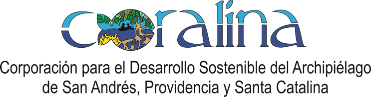 coralina
Corporación para el Desarrollo Sostenible del Archipiélago
de San Andrés, Providencia y Santa Catalina